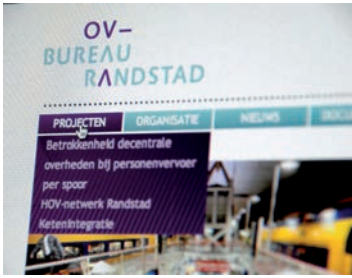 OV–
BUREAU
RANDSTAD
PROJECTEN ORGANISATIE NIEUWS
Betrokkenheid decentrale
overheden bij personenvervoer
per spoor
HOV-netwerk Randstad
Ketenintegratie